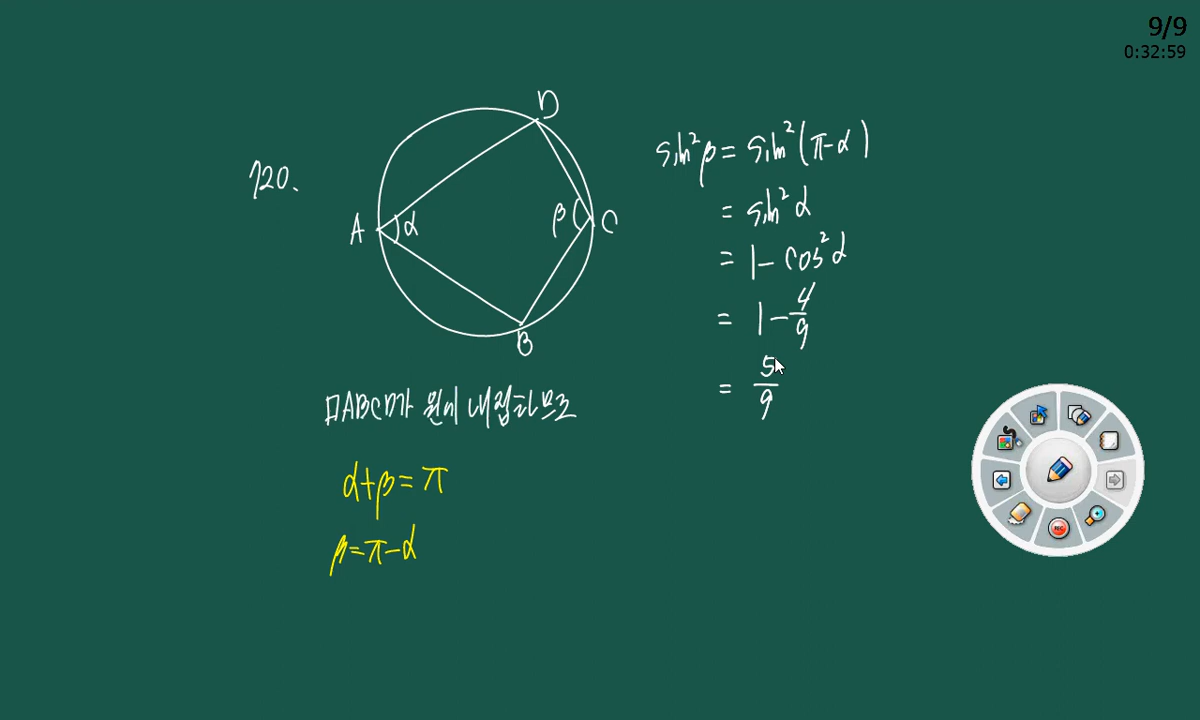 9/9
0:32:59
120.
D
A
α
β
C
B
sin²β = sin²(π-α)
= sin²α
= 1 - cos²α
= 1 - 4/9
= 5/9
□ABCD가 원에 내접하므로
α+β=π
β=π-α
REC